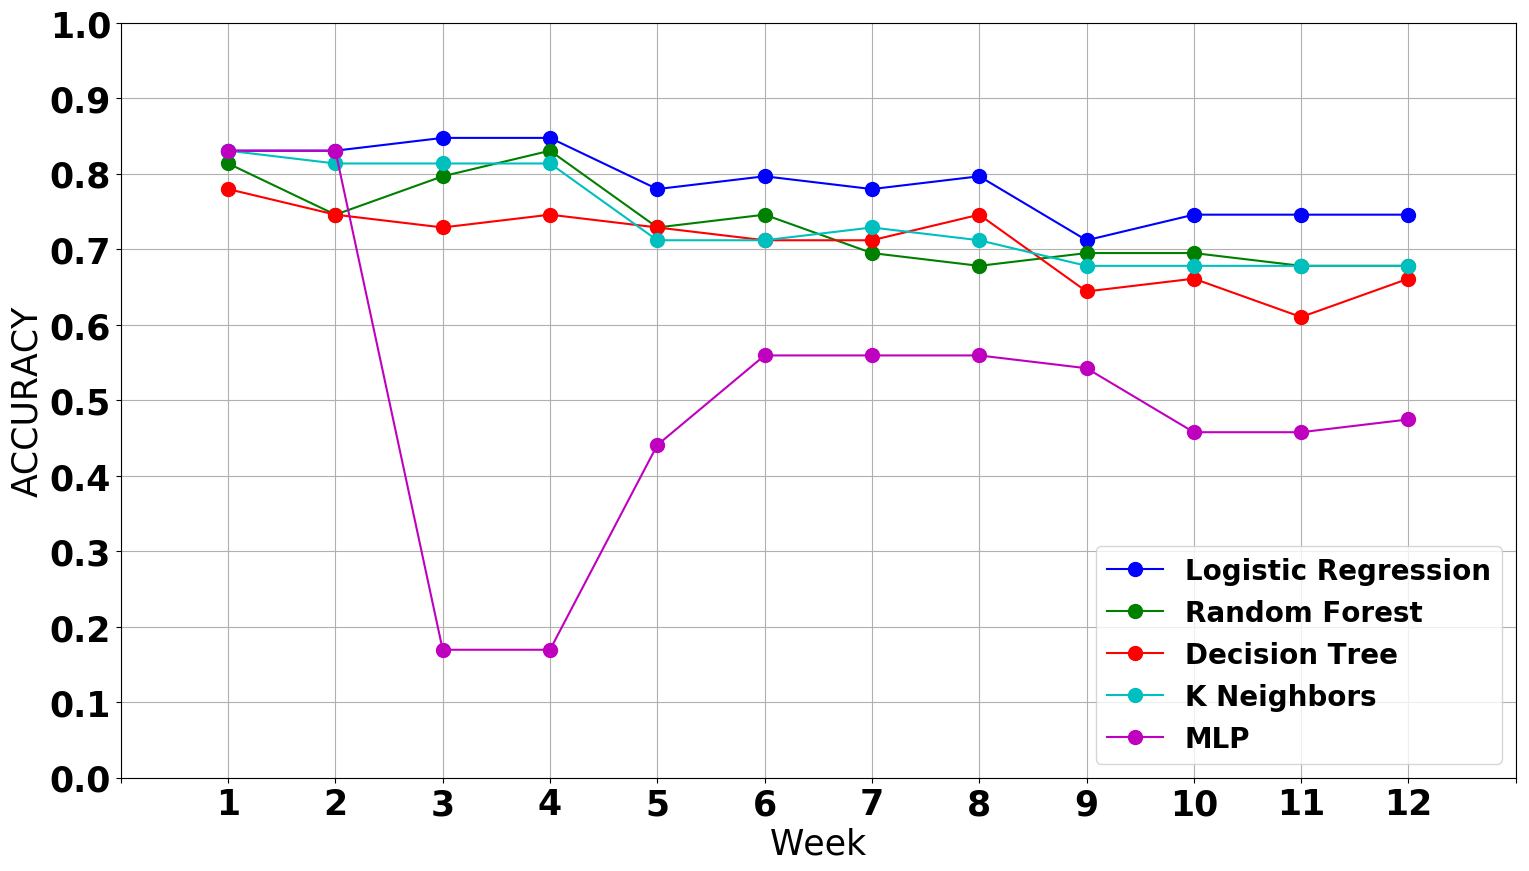 1.0
0.9
0.8
0.7
0.6
0.5
0.4
0.3
0.2
0.1
0.0
ACCURACY
1 2 3 4 5 6 7 8 9 10 11 12
Week
Logistic Regression
Random Forest
Decision Tree
K Neighbors
MLP